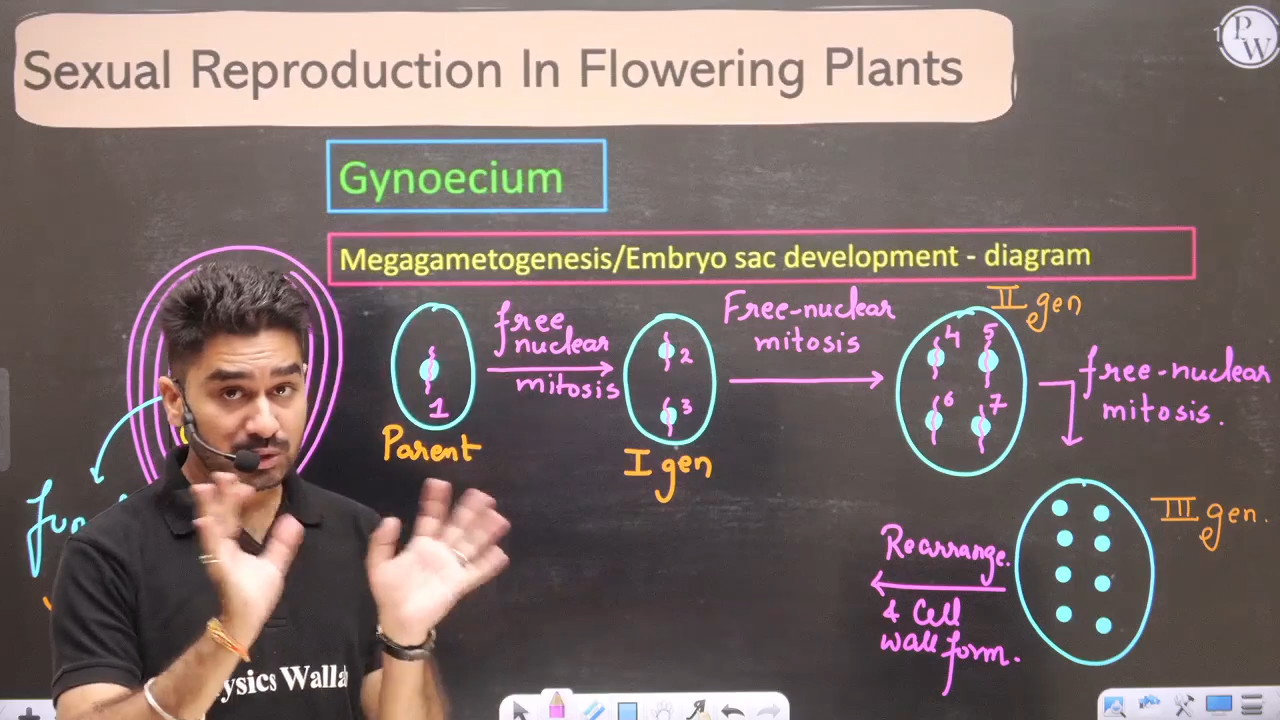 Sexual Reproduction In Flowering Plants
PW
Gynoecium
Megagametogenesis/Embryo sac development - diagram
free
nuclear
mitosis
Free-nuclear
mitosis
II gen
4 5
6 7
2
3
1
Parent
I gen
free-nuclear
mitosis.
III gen.
Rearrange.
& Cell
wall form.